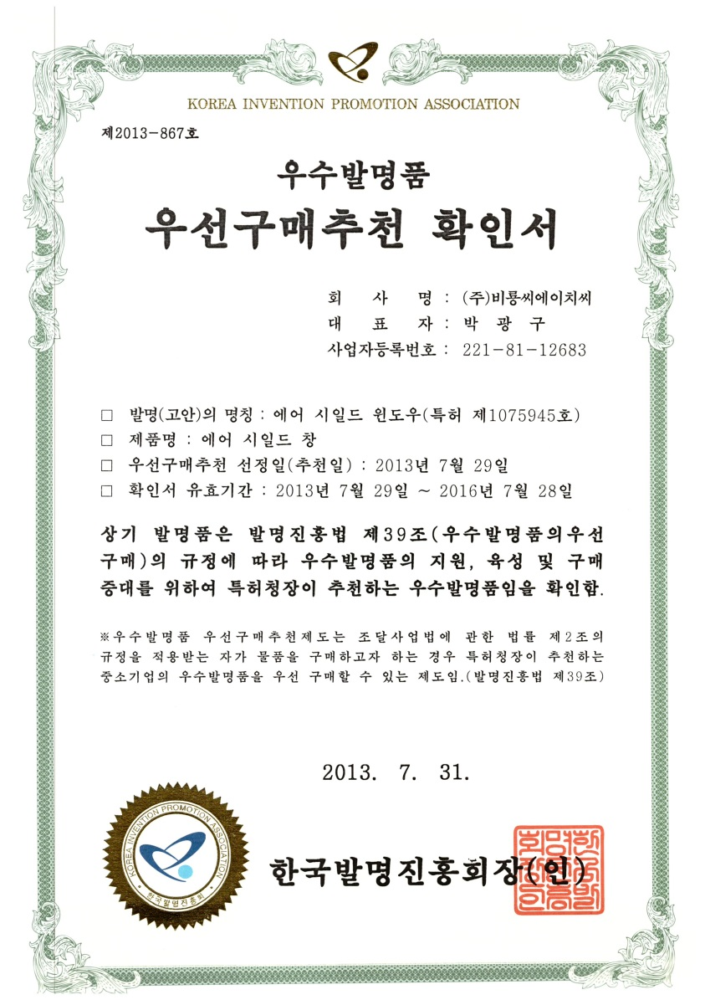 KOREA INVENTION PROMOTION ASSOCIATION
제2013-867호
우수발명품
우선구매추천 확인서
회 사 명 : (주)비룡씨에이치씨
대 표 자 : 박 광 구
사업자등록번호 : 221-81-12683
□ 발명(고안)의 명칭 : 에어 시일드 윈도우(특허 제1075945호)
□ 제품명 : 에어 시일드 창
□ 우선구매추천 선정일(추천일) : 2013년 7월 29일
□ 확인서 유효기간 : 2013년 7월 29일 ~ 2016년 7월 28일
상기 발명품은 발명진흥법 제39조(우수발명품의우선
구매)의 규정에 따라 우수발명품의 지원, 육성 및 구매
증대를 위하여 특허청장이 추천하는 우수발명품임을 확인함.
※우수발명품 우선구매추천제도는 조달사업법에 관한 법률 제2조의
규정을 적용받는 자가 물품을 구매하고자 하는 경우 특허청장이 추천하는
중소기업의 우수발명품을 우선 구매할 수 있는 제도임.(발명진흥법 제39조)
2013. 7. 31.
KOREA INVENTION PROMOTION ASSOCIATION
한국발명진흥회
한국발명진흥회장(인)